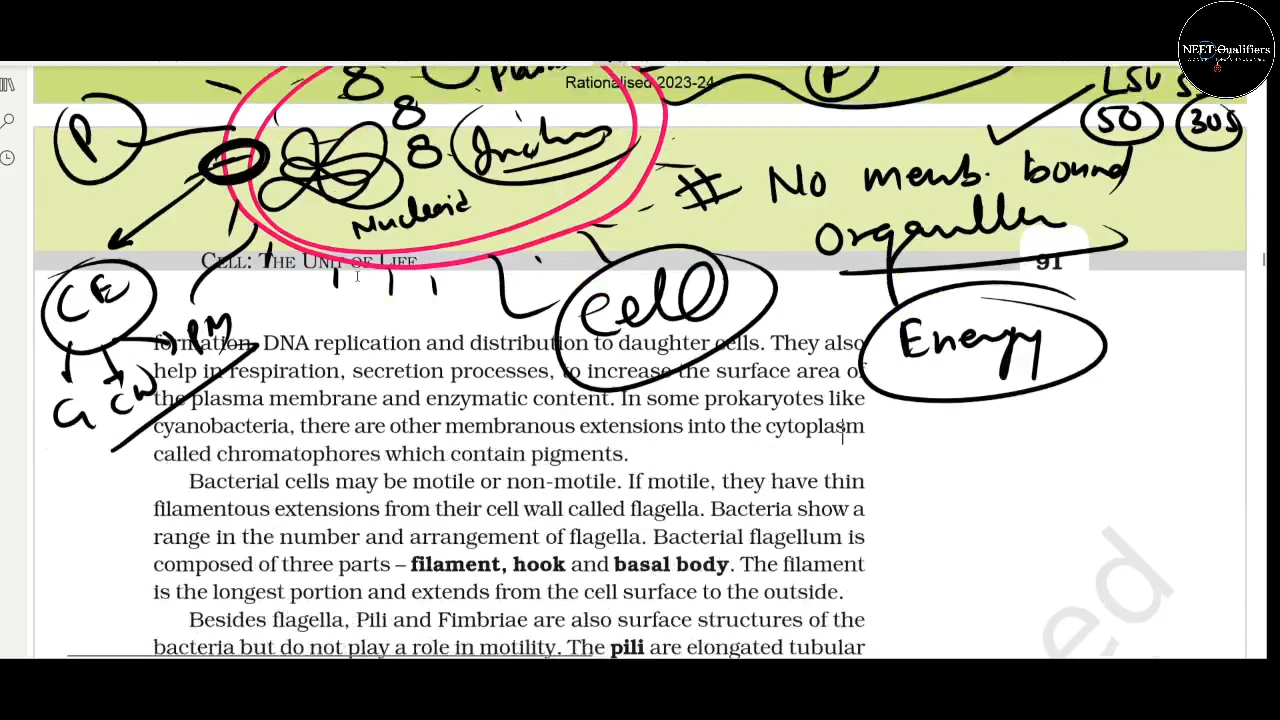 NEET Qualifiers
Rationalised 2023-24
P
8
8
8
P
LSU
50
30S
Nucleoid
# No memb. bound
organelles
CELL: THE UNIT OF LIFE
91
CE
Cell
Energy
PM
G
CW
formation, DNA replication and distribution to daughter cells. They also
help in respiration, secretion processes, to increase the surface area of
the plasma membrane and enzymatic content. In some prokaryotes like
cyanobacteria, there are other membranous extensions into the cytoplasm
called chromatophores which contain pigments.
Bacterial cells may be motile or non-motile. If motile, they have thin
filamentous extensions from their cell wall called flagella. Bacteria show a
range in the number and arrangement of flagella. Bacterial flagellum is
composed of three parts – filament, hook and basal body. The filament
is the longest portion and extends from the cell surface to the outside.
Besides flagella, Pili and Fimbriae are also surface structures of the
bacteria but do not play a role in motility. The pili are elongated tubular
ed